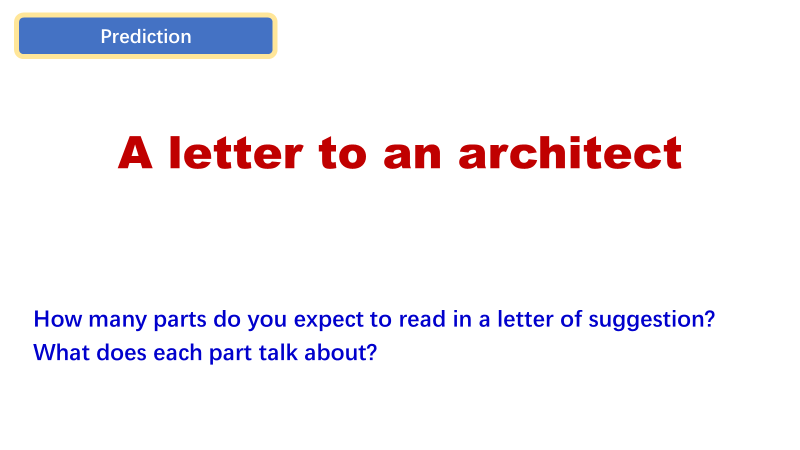 Prediction
A letter to an architect
How many parts do you expect to read in a letter of suggestion?
What does each part talk about?